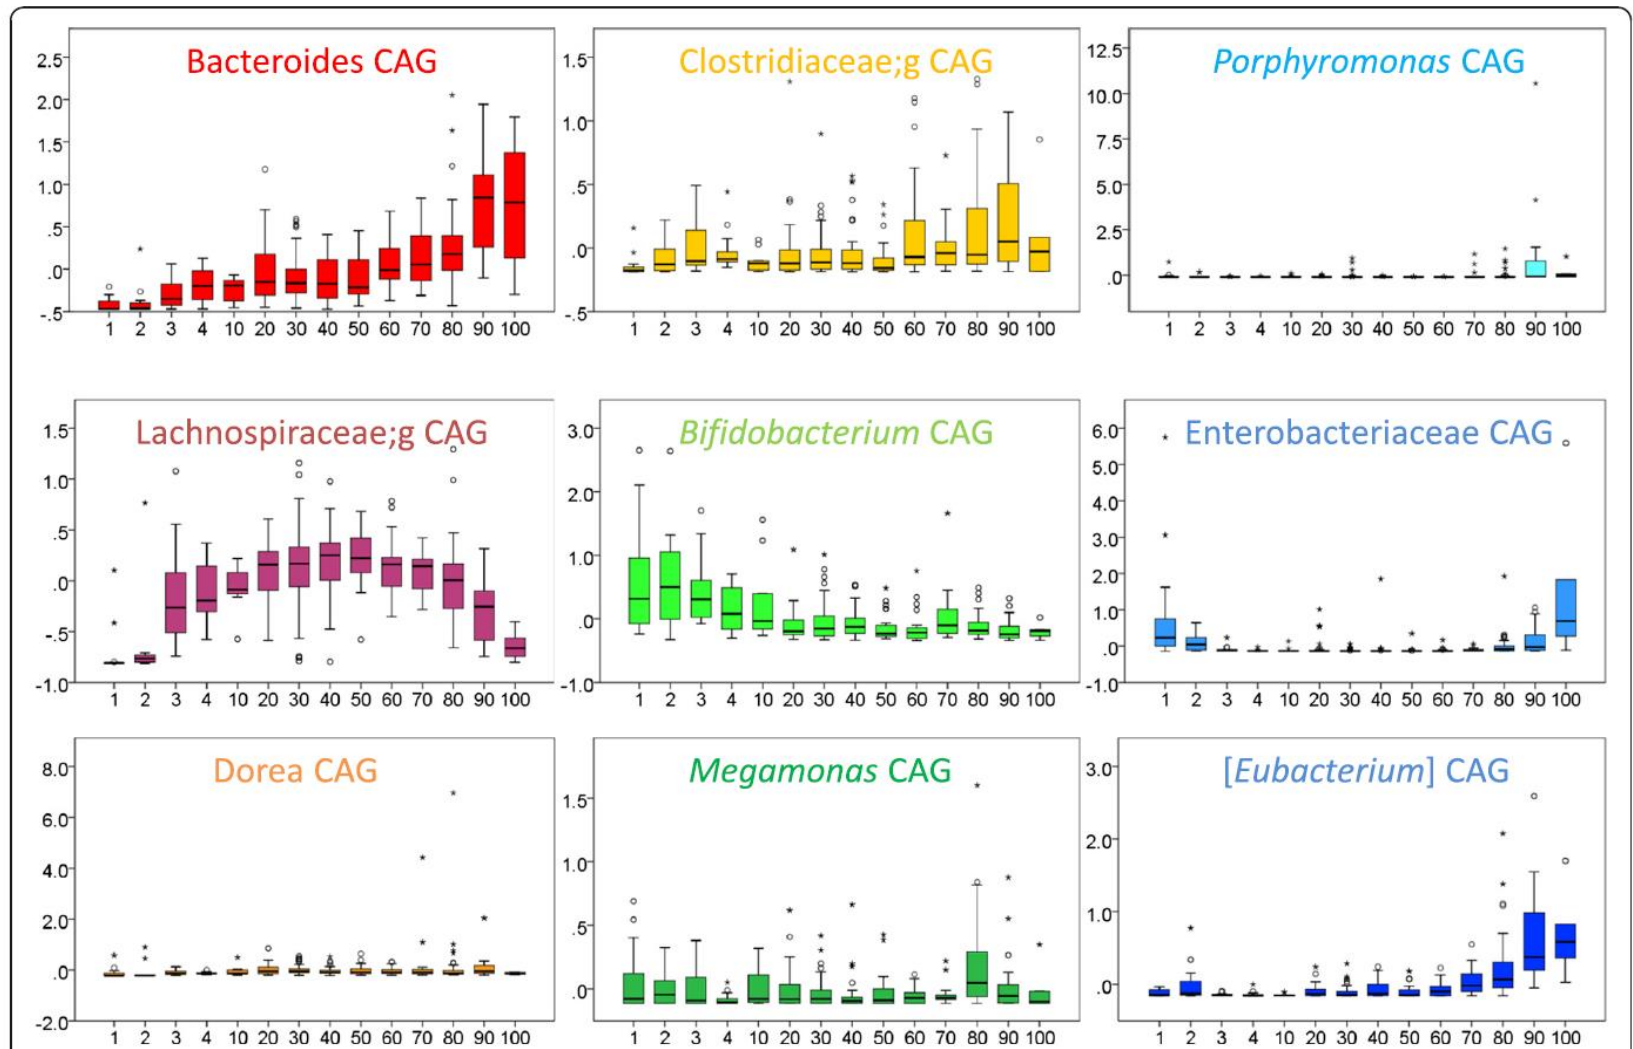 Bacteroides CAG
2.5
2.0
1.5
1.0
.5
.0
-.5
1 2 3 4 10 20 30 40 50 60 70 80 90 100
Clostridiaceae;g CAG
1.5
1.0
.5
.0
-.5
1 2 3 4 10 20 30 40 50 60 70 80 90 100
Porphyromonas CAG
12.5
10.0
7.5
5.0
2.5
.0
1 2 3 4 10 20 30 40 50 60 70 80 90 100
Lachnospiraceae;g CAG
1.5
1.0
.5
.0
-.5
-1.0
1 2 3 4 10 20 30 40 50 60 70 80 90 100
Bifidobacterium CAG
3.0
2.0
1.0
.0
-1.0
1 2 3 4 10 20 30 40 50 60 70 80 90 100
Enterobacteriaceae CAG
6.0
5.0
4.0
3.0
2.0
1.0
.0
-1.0
1 2 3 4 10 20 30 40 50 60 70 80 90 100
Dorea CAG
8.0
6.0
4.0
2.0
.0
-2.0
1 2 3 4 10 20 30 40 50 60 70 80 90 100
Megamonas CAG
1.5
1.0
.5
.0
1 2 3 4 10 20 30 40 50 60 70 80 90 100
[Eubacterium] CAG
3.0
2.0
1.0
.0
1 2 3 4 10 20 30 40 50 60 70 80 90 100